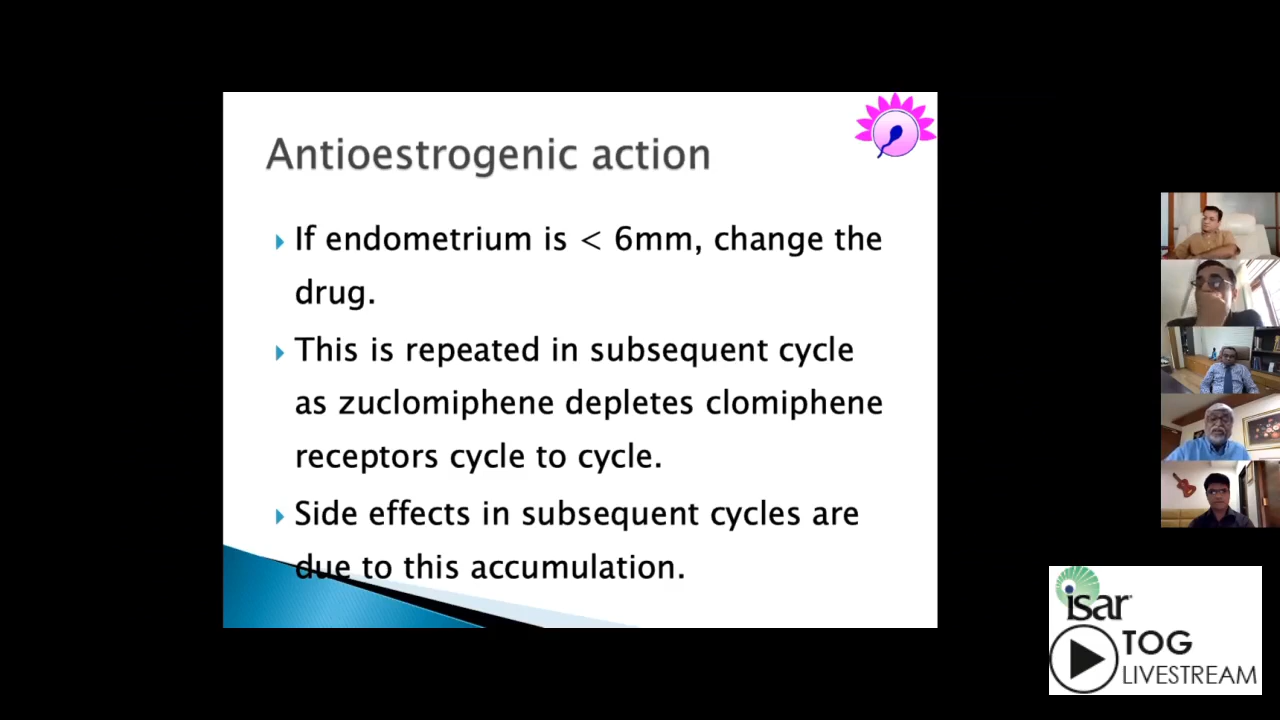 Antioestrogenic action
If endometrium is < 6mm, change the
drug.
This is repeated in subsequent cycle
as zuclomiphene depletes clomiphene
receptors cycle to cycle.
Side effects in subsequent cycles are
due to this accumulation.
isar
TOG
LIVESTREAM